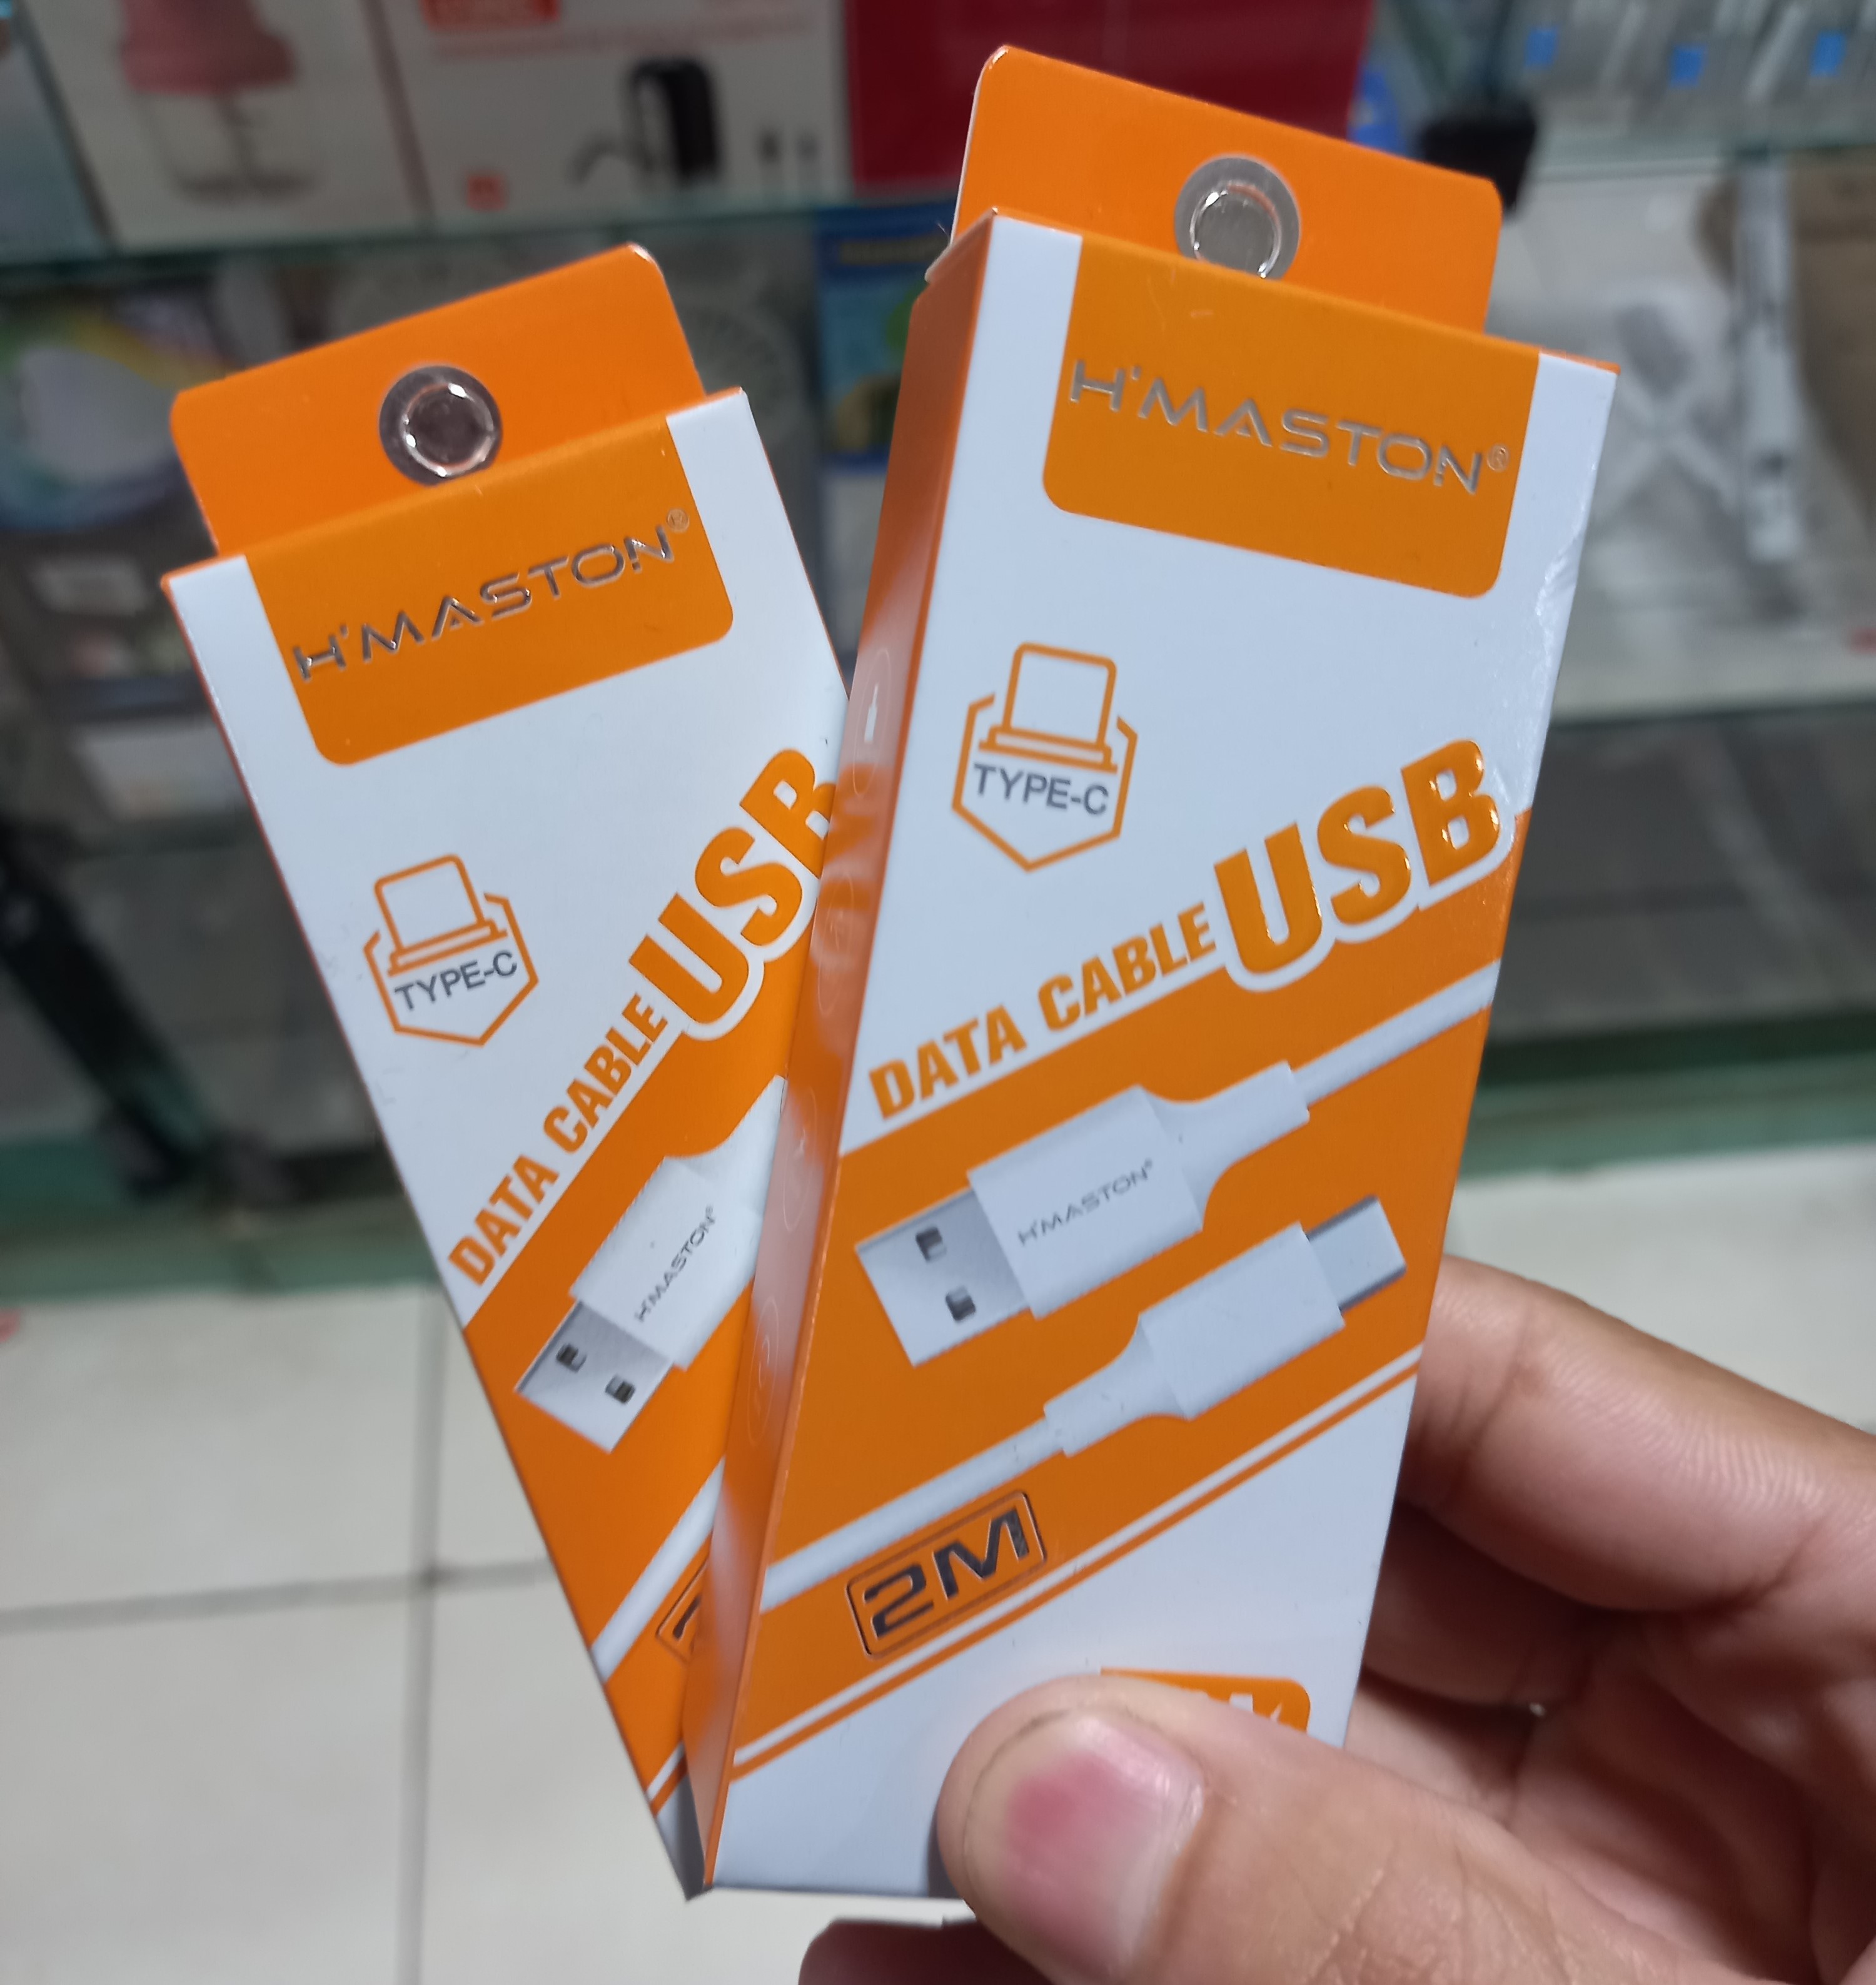 H'MASTON®
TYPE-C
DATA CABLE USB
H'MASTON®
H'MASTON®
TYPE-C
DATA CABLE USB
H'MASTON®
2M